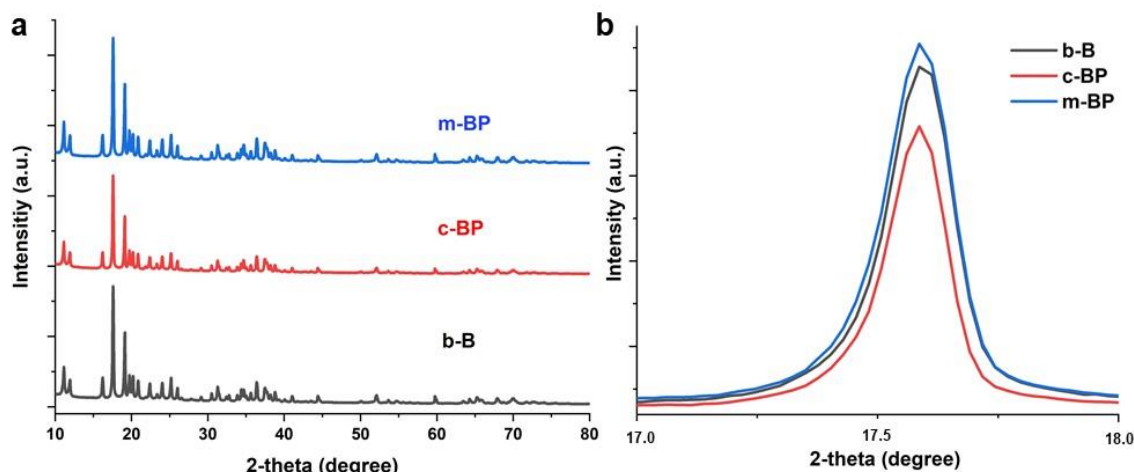 a
Intensitiy (a.u.)
m-BP
c-BP
b-B
10 20 30 40 50 60 70 80
2-theta (degree)
b
Intensity (a.u.)
b-B
c-BP
m-BP
17.0 17.5 18.0
2-theta (degree)